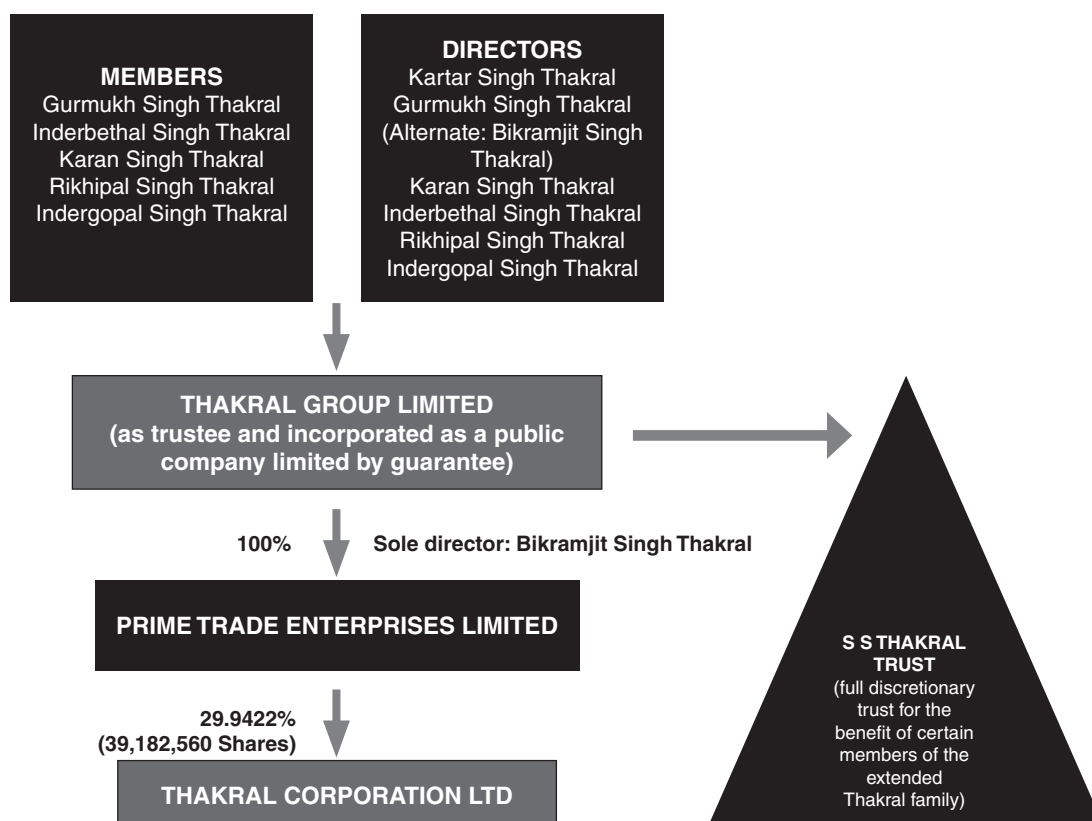 MEMBERS
Gurmukh Singh Thakral
Inderbethal Singh Thakral
Karan Singh Thakral
Rikhipal Singh Thakral
Indergopal Singh Thakral
DIRECTORS
Kartar Singh Thakral
Gurmukh Singh Thakral
(Alternate: Bikramjit Singh
Thakral)
Karan Singh Thakral
Inderbethal Singh Thakral
Rikhipal Singh Thakral
Indergopal Singh Thakral
THAKRAL GROUP LIMITED
(as trustee and incorporated as a public
company limited by guarantee)
100%
Sole director: Bikramjit Singh Thakral
PRIME TRADE ENTERPRISES LIMITED
29.9422%
(39,182,560 Shares)
THAKRAL CORPORATION LTD
S S THAKRAL
TRUST
(full discretionary
trust for the
benefit of certain
members of the
extended
Thakral family)